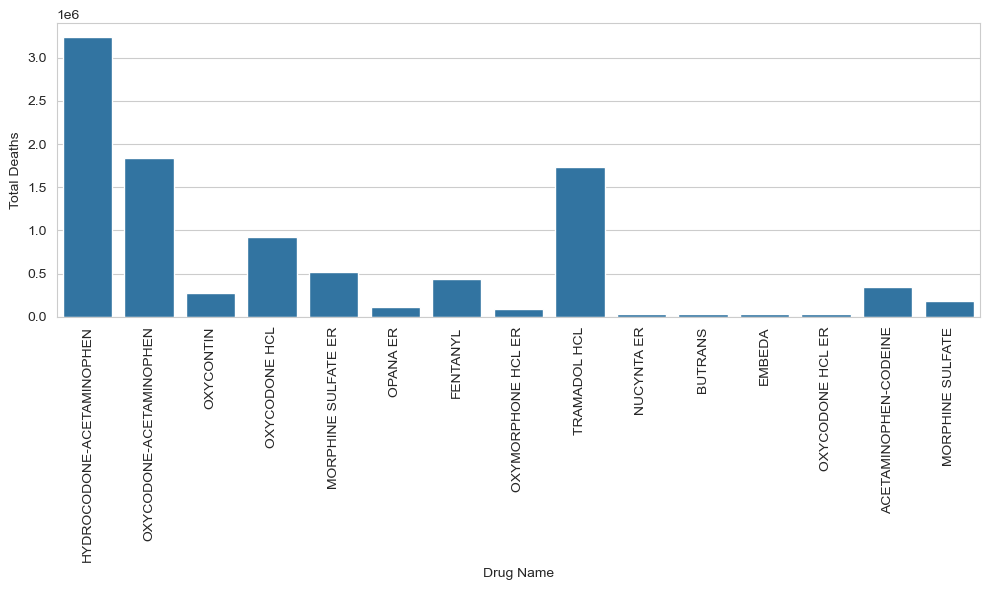 1e6
3.0
2.5
2.0
1.5
1.0
0.5
0.0
Total Deaths
HYDROCODONE-ACETAMINOPHEN
OXYCODONE-ACETAMINOPHEN
OXYCONTIN
OXYCODONE HCL
MORPHINE SULFATE ER
OPANA ER
FENTANYL
OXYMORPHONE HCL ER
TRAMADOL HCL
NUCYNTA ER
BUTRANS
EMBEDA
OXYCODONE HCL ER
ACETAMINOPHEN-CODEINE
MORPHINE SULFATE
Drug Name